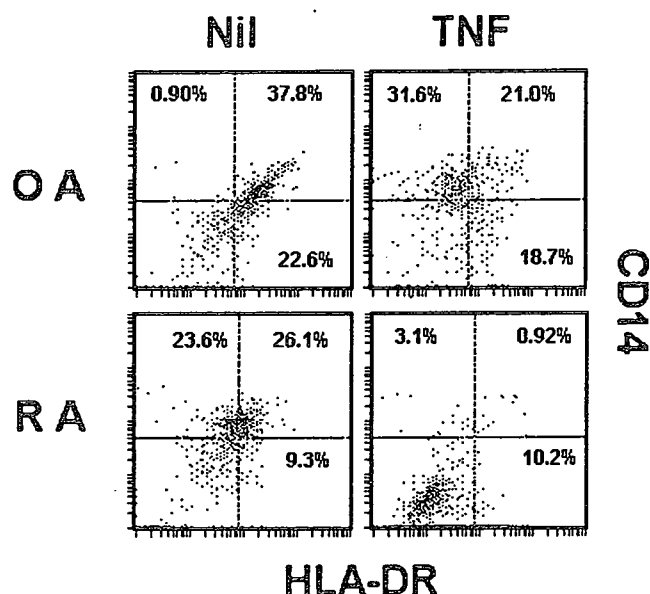 Nil TNF
0.90% 37.8% 31.6% 21.0%
OA
22.6% 18.7%
CD14
23.6% 26.1% 3.1% 0.92%
RA
9.3% 10.2%
HLA-DR